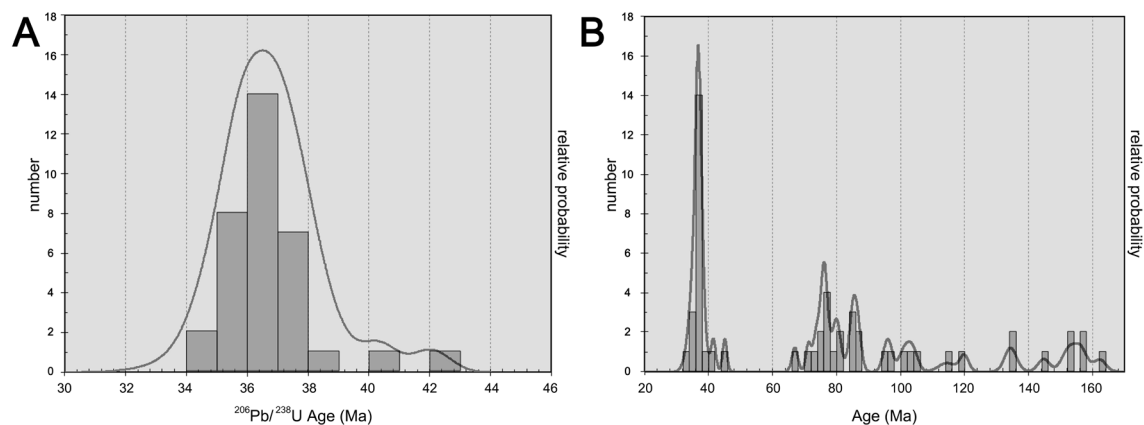 A
18
16
14
12
10
8
6
4
2
0
number
relative probability
30 32 34 36 38 40 42 44 46
²⁰⁶Pb/²³⁸U Age (Ma)
B
18
16
14
12
10
8
6
4
2
0
number
relative probability
20 40 60 80 100 120 140 160
Age (Ma)